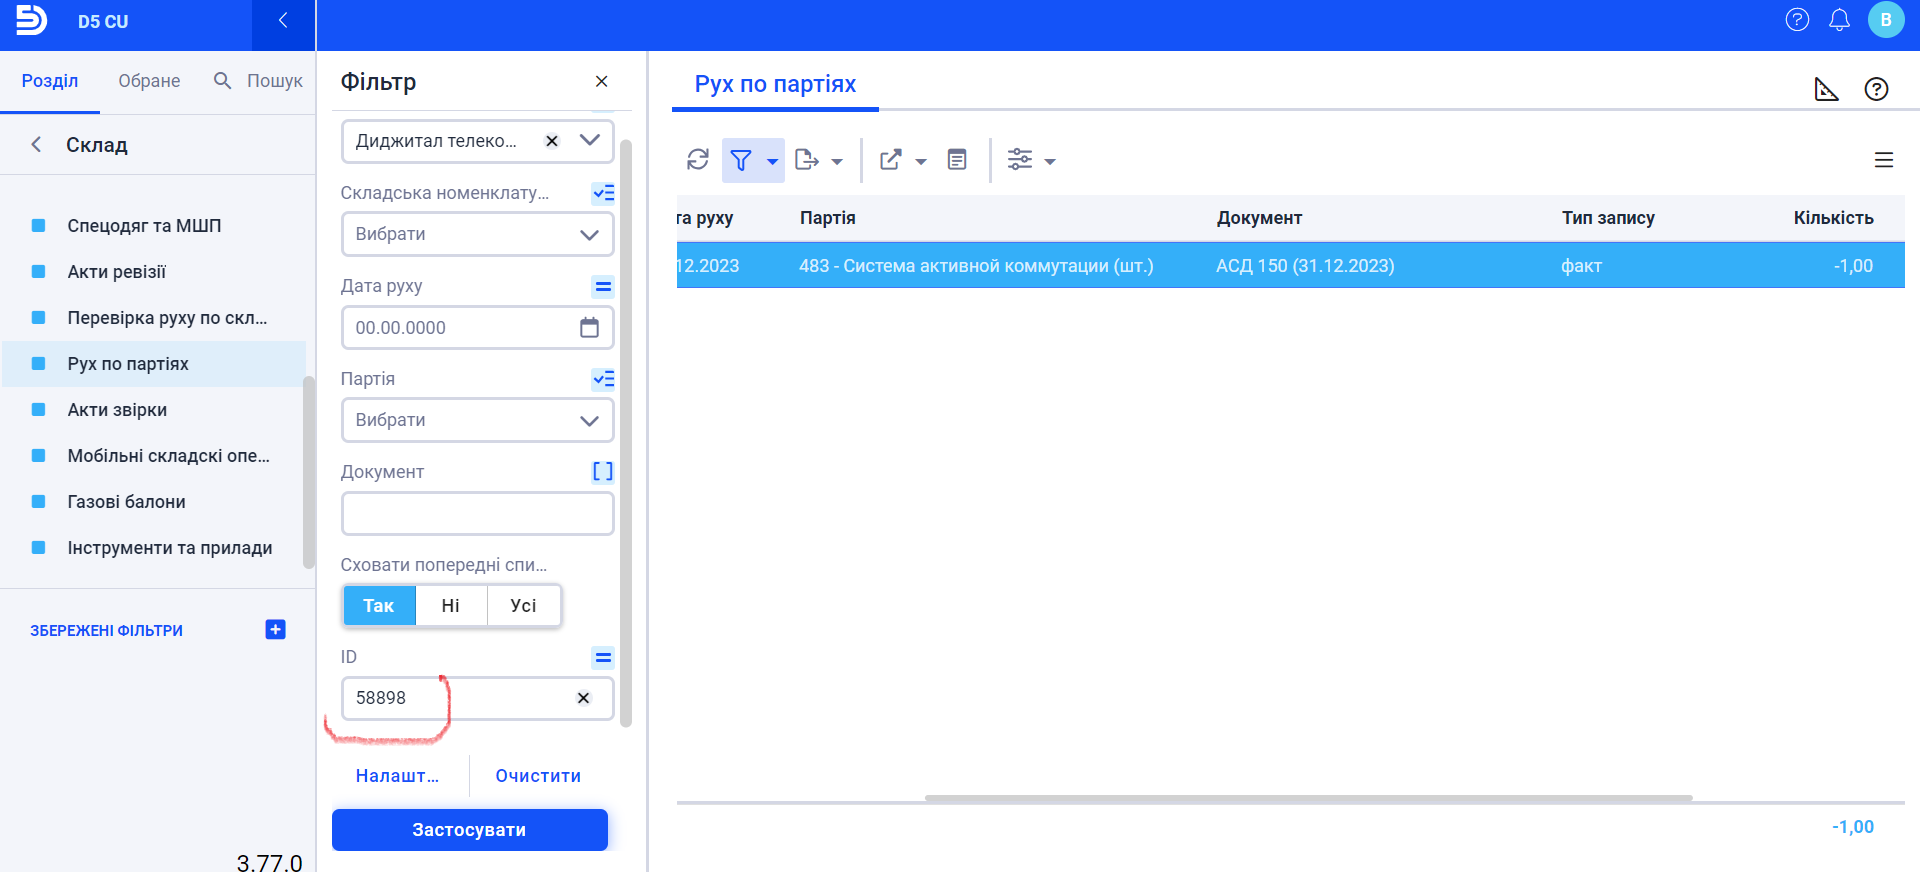 D5 CU
B
Розділ
Обране
Пошук
Склад
Спецодяг та МШП
Акти ревізії
Перевірка руху по скл...
Рух по партіях
Акти звірки
Мобільні складскі опе...
Газові балони
Інструменти та прилади
ЗБЕРЕЖЕНІ ФІЛЬТРИ
3.77.0
Фільтр
Диджитал телеко...
Складська номенклату...
Вибрати
Дата руху
00.00.0000
Партія
Вибрати
Документ
Сховати попередні спи...
Так Ні Усі
ID
58898
Налашт...
Очистити
Застосувати
Рух по партіях
та руху Партія Документ Тип запису Кількість
12.2023 483 - Система активной коммутации (шт.) АСД 150 (31.12.2023) факт -1,00
-1,00